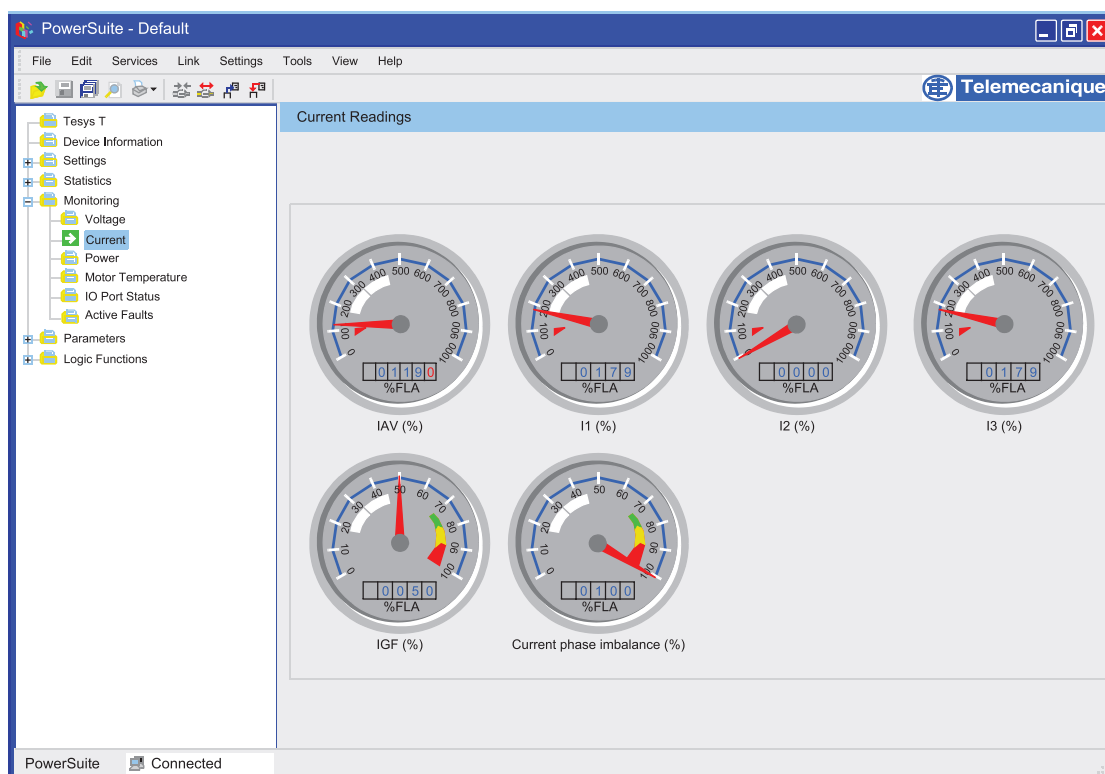 PowerSuite - Default
File Edit Services Link Settings Tools View Help
Telemecanique
Tesys T
Device Information
Settings
Statistics
Monitoring
Voltage
Current
Power
Motor Temperature
IO Port Status
Active Faults
Parameters
Logic Functions
Current Readings
0 100 200 300 400 500 600 700 800 900 1000
01190
%FLA
IAV (%)
0 100 200 300 400 500 600 700 800 900 1000
0179
%FLA
I1 (%)
0 100 200 300 400 500 600 700 800 900 1000
0000
%FLA
I2 (%)
0 100 200 300 400 500 600 700 800 900 1000
0179
%FLA
I3 (%)
0 10 20 30 40 50 60 70 80 90 100
0050
%FLA
IGF (%)
0 10 20 30 40 50 60 70 80 90 100
0100
%FLA
Current phase imbalance (%)
PowerSuite Connected